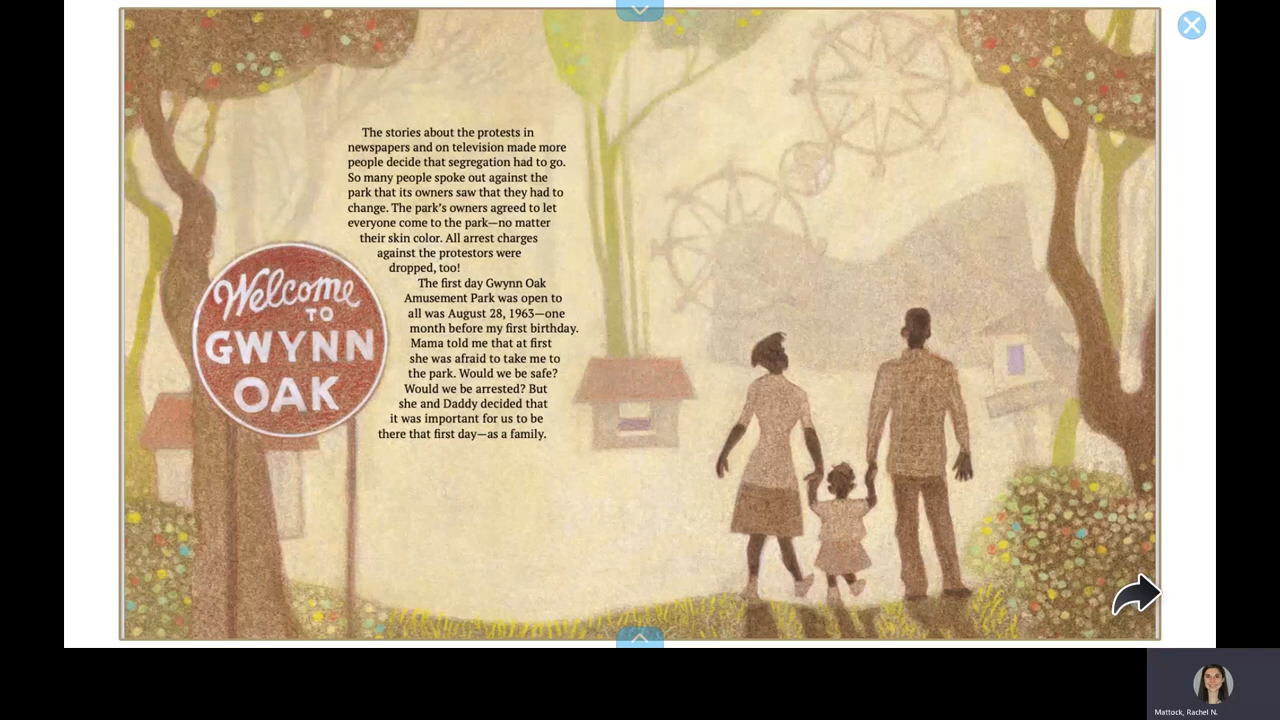 The stories about the protests in
newspapers and on television made more
people decide that segregation had to go.
So many people spoke out against the
park that its owners saw that they had to
change. The park’s owners agreed to let
everyone come to the park—no matter
their skin color. All arrest charges
against the protestors were
dropped, too!
The first day Gwynn Oak
Amusement Park was open to
all was August 28, 1963—one
month before my first birthday.
Mama told me that at first
she was afraid to take me to
the park. Would we be safe?
Would we be arrested? But
she and Daddy decided that
it was important for us to be
there that first day—as a family.
Welcome
TO
GWYNN
OAK
Mattock, Rachel N.